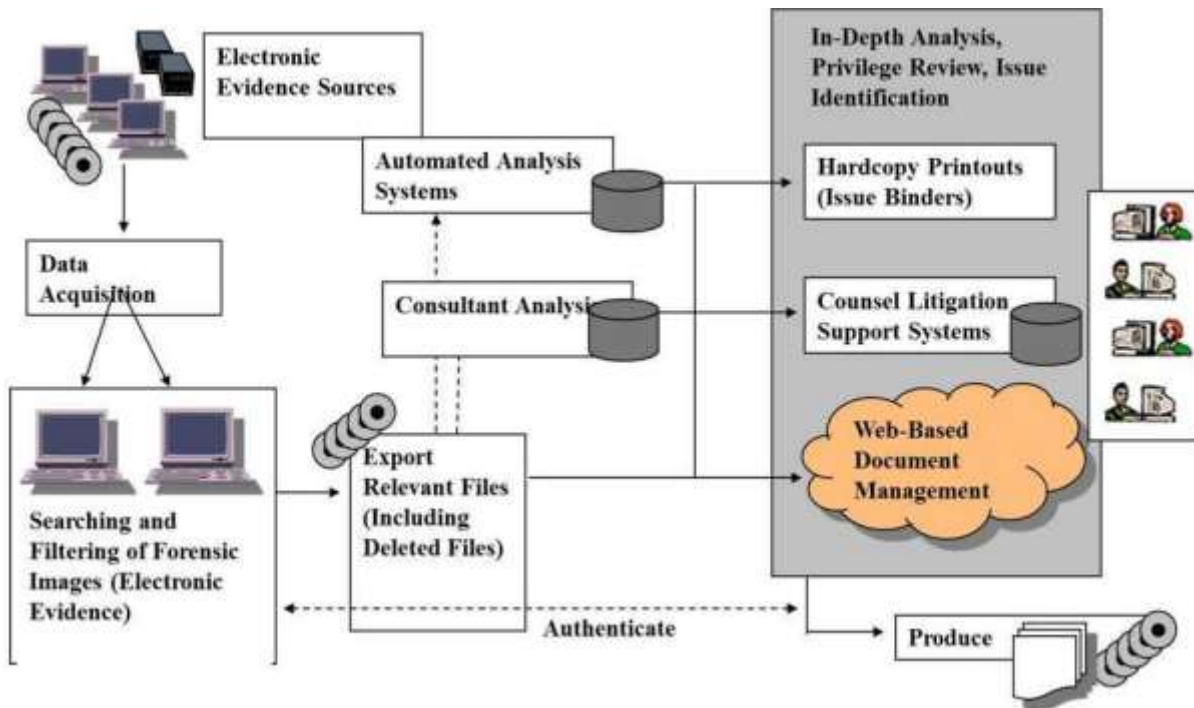 Electronic
Evidence Sources
In-Depth Analysis,
Privilege Review, Issue
Identification
Automated Analysis
Systems
Hardcopy Printouts
(Issue Binders)
Data
Acquisition
Consultant Analysis
Counsel Litigation
Support Systems
Web-Based
Document
Management
Export
Relevant Files
(Including
Deleted Files)
Searching and
Filtering of Forensic
Images (Electronic
Evidence)
Authenticate
Produce